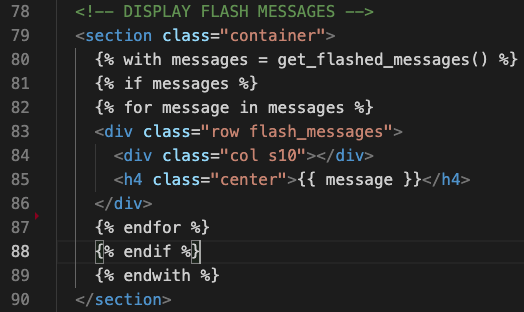 78 <!-- DISPLAY FLASH MESSAGES -->
79 <section class="container">
80 {% with messages = get_flashed_messages() %}
81 {% if messages %}
82 {% for message in messages %}
83 <div class="row flash_messages">
84 <div class="col s10"></div>
85 <h4 class="center">{{ message }}</h4>
86 </div>
87 {% endfor %}
88 {% endif %}
89 {% endwith %}
90 </section>